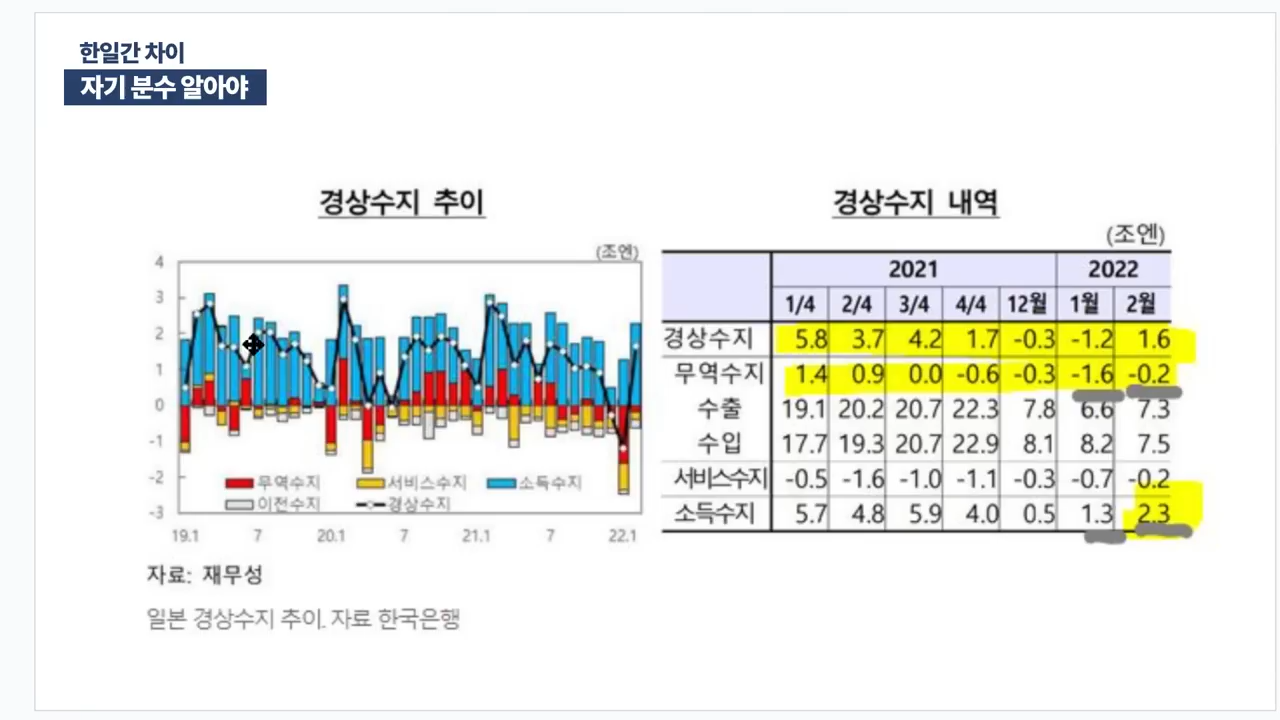 한일간 차이
자기 분수 알아야
경상수지 추이
(조엔)
4
3
2
1
0
-1
-2
-3
무역수지 서비스수지 소득수지
이전수지 경상수지
19.1 7 20.1 7 21.1 7 22.1
자료: 재무성
일본 경상수지 추이. 자료 한국은행
경상수지 내역
(조엔)
2021 2022
1/4 2/4 3/4 4/4 12월 1월 2월
경상수지 5.8 3.7 4.2 1.7 -0.3 -1.2 1.6
무역수지 1.4 0.9 0.0 -0.6 -0.3 -1.6 -0.2
수출 19.1 20.2 20.7 22.3 7.8 6.6 7.3
수입 17.7 19.3 20.7 22.9 8.1 8.2 7.5
서비스수지 -0.5 -1.6 -1.0 -1.1 -0.3 -0.7 -0.2
소득수지 5.7 4.8 5.9 4.0 0.5 1.3 2.3